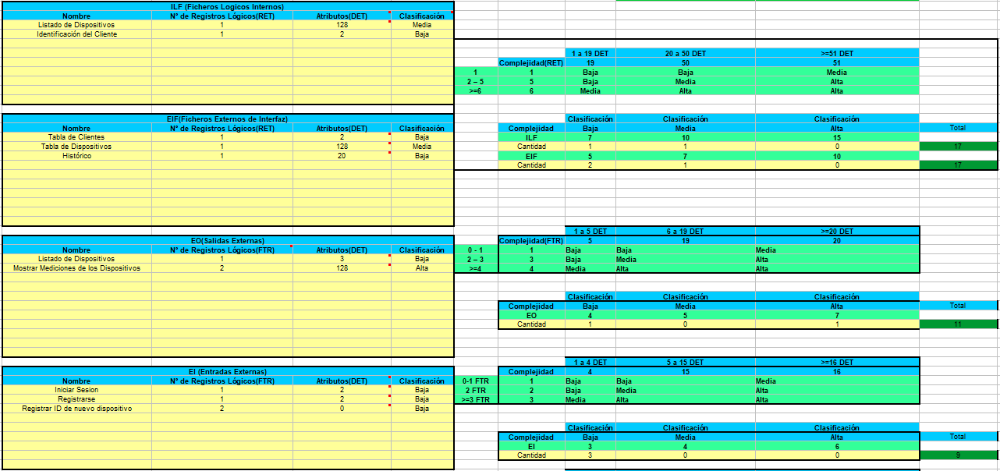 ILF (Ficheros Logicos Internos)
Nombre N° de Registros Lógicos(RET) Atributos(DET) Clasificación
Listado de Dispositivos 1 128 Media
Identificación del Cliente 1 2 Baja
1 a 19 DET 20 a 50 DET >=51 DET
Complejidad(RET) 19 50 51
1 1 Baja Baja Media
2 – 5 5 Baja Media Alta
>=6 6 Media Alta Alta
EIF(Ficheros Externos de Interfaz)
Nombre N° de Registros Lógicos(RET) Atributos(DET) Clasificación
Tabla de Clientes 1 2 Baja
Tabla de Dispositivos 1 128 Media
Histórico 1 20 Baja
Clasificación Clasificación Clasificación
Complejidad Baja Media Alta Total
ILF 7 10 15
Cantidad 1 1 0 17
EIF 5 7 10
Cantidad 2 1 0 17
EO(Salidas Externas)
Nombre N° de Registros Lógicos(FTR) Atributos(DET) Clasificación
Listado de Dispositivos 1 3 Baja
Mostrar Mediciones de los Dispositivos 2 128 Alta
1 a 5 DET 6 a 19 DET >=20 DET
Complejidad(FTR) 5 19 20
0 - 1 1 Baja Baja Media
2 – 3 3 Baja Media Alta
>=4 4 Media Alta Alta
Clasificación Clasificación Clasificación
Complejidad Baja Media Alta Total
EO 4 5 7
Cantidad 1 0 1 11
EI (Entradas Externas)
Nombre N° de Registros Lógicos(FTR) Atributos(DET) Clasificación
Iniciar Sesion 1 2 Baja
Registrarse 1 2 Baja
Registrar ID de nuevo dispositivo 2 0 Baja
1 a 4 DET 5 a 15 DET >=16 DET
Complejidad 4 15 16
0-1 FTR 1 Baja Baja Media
2 FTR 2 Baja Media Alta
>=3 FTR 3 Media Alta Alta
Clasificación Clasificación Clasificación
Complejidad Baja Media Alta Total
EI 3 4 6
Cantidad 3 0 0 9